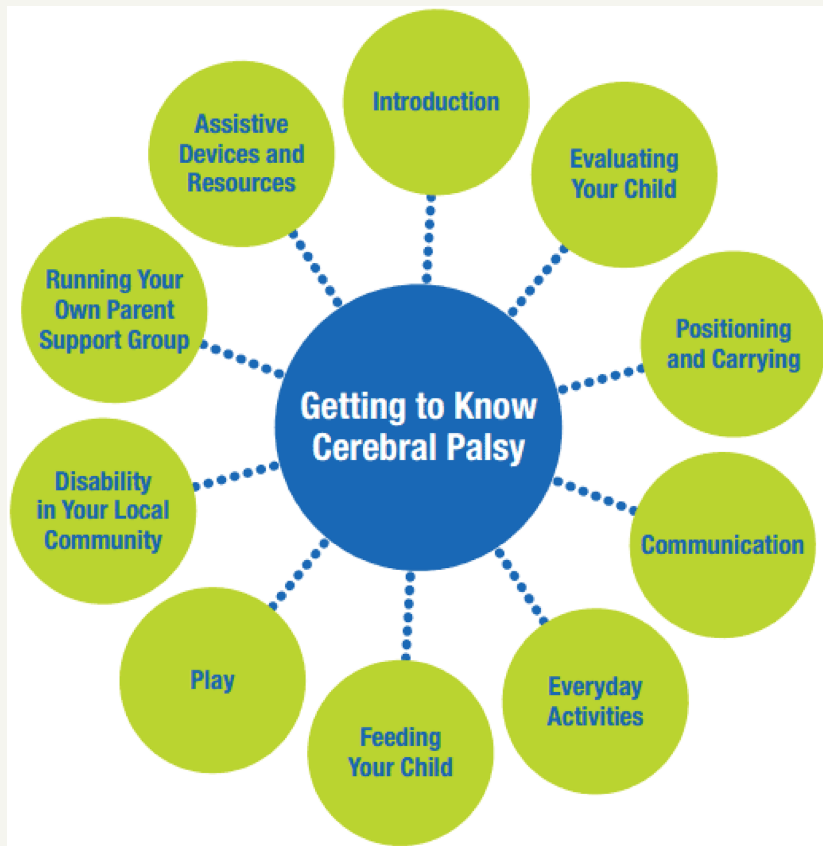 Getting to Know
Cerebral Palsy
Introduction
Evaluating
Your Child
Positioning
and Carrying
Communication
Everyday
Activities
Feeding
Your Child
Play
Disability
in Your Local
Community
Running Your
Own Parent
Support Group
Assistive
Devices and
Resources